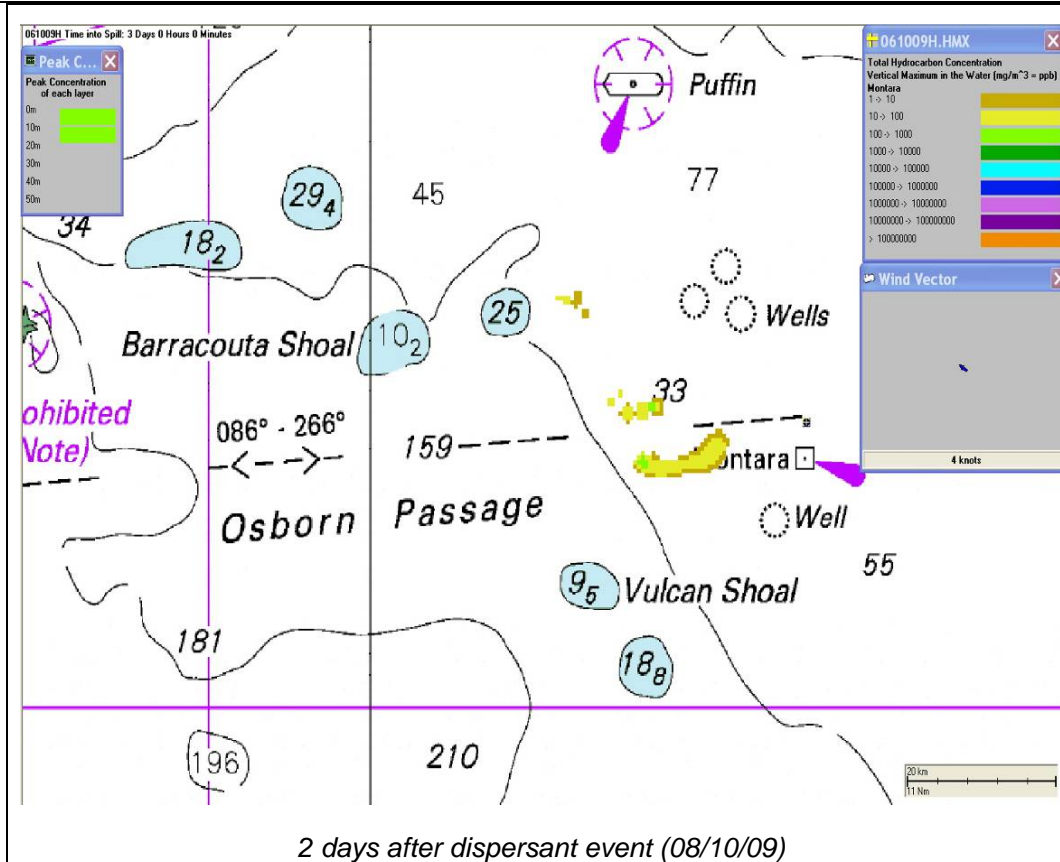 061009H Time into Spill: 3 Days 0 Hours 0 Minutes
Peak C...
Peak Concentration
of each layer
0m
10m
20m
30m
40m
50m
061009H.HMX
Total Hydrocarbon Concentration
Vertical Maximum in the Water (mg/m^3 = ppb)
Montara
1 -> 10
10 -> 100
100 -> 1000
1000 -> 10000
10000 -> 100000
100000 -> 1000000
1000000 -> 10000000
10000000 -> 100000000
> 100000000
Wind Vector
4 knots
Puffin
77
45
29₄
34
18₂
25
Wells
Barracouta Shoal
10₂
33
ohibited
Note)
086° - 266°
159
ontara
Osborn Passage
Well
55
9₅
Vulcan Shoal
181
18₈
196
210
20 km
11 Nm
2 days after dispersant event (08/10/09)